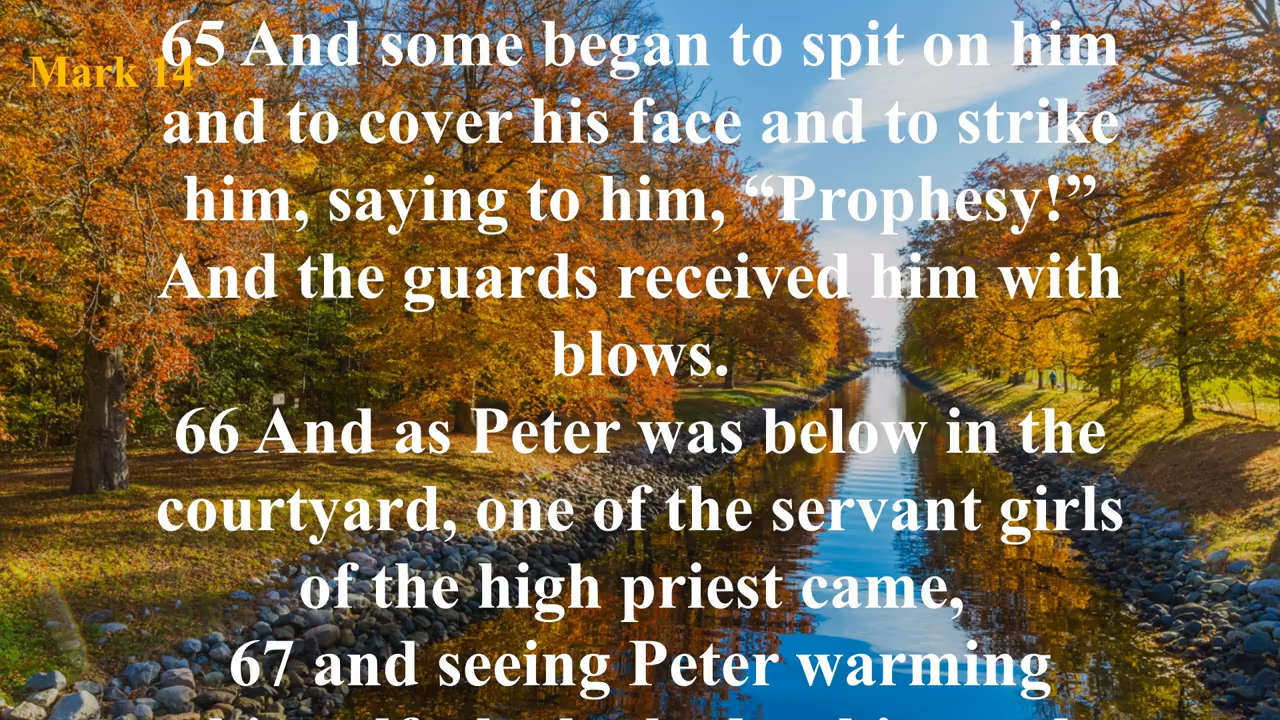 Mark 14
65 And some began to spit on him
and to cover his face and to strike
him, saying to him, “Prophesy!”
And the guards received him with
blows.
66 And as Peter was below in the
courtyard, one of the servant girls
of the high priest came,
67 and seeing Peter warming